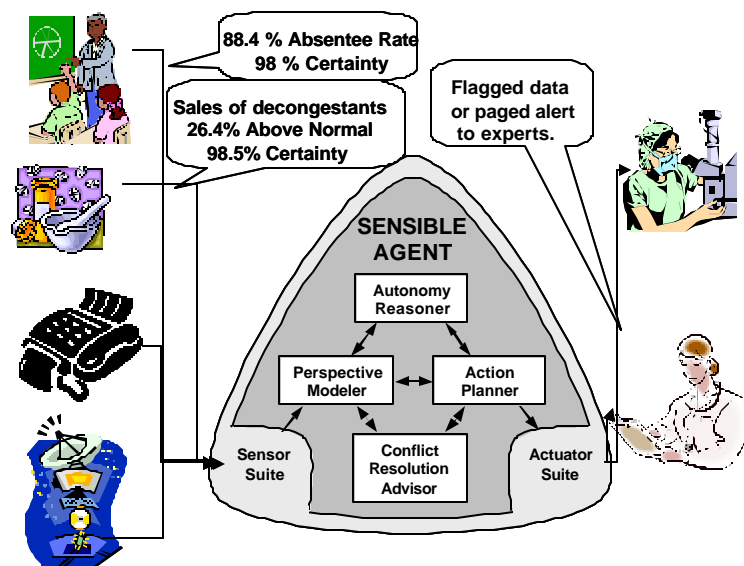 88.4 % Absentee Rate
98 % Certainty
Sales of decongestants
26.4% Above Normal
98.5% Certainty
Flagged data
or paged alert
to experts.
SENSIBLE
AGENT
Autonomy
Reasoner
Perspective
Modeler
Action
Planner
Sensor
Suite
Conflict
Resolution
Advisor
Actuator
Suite